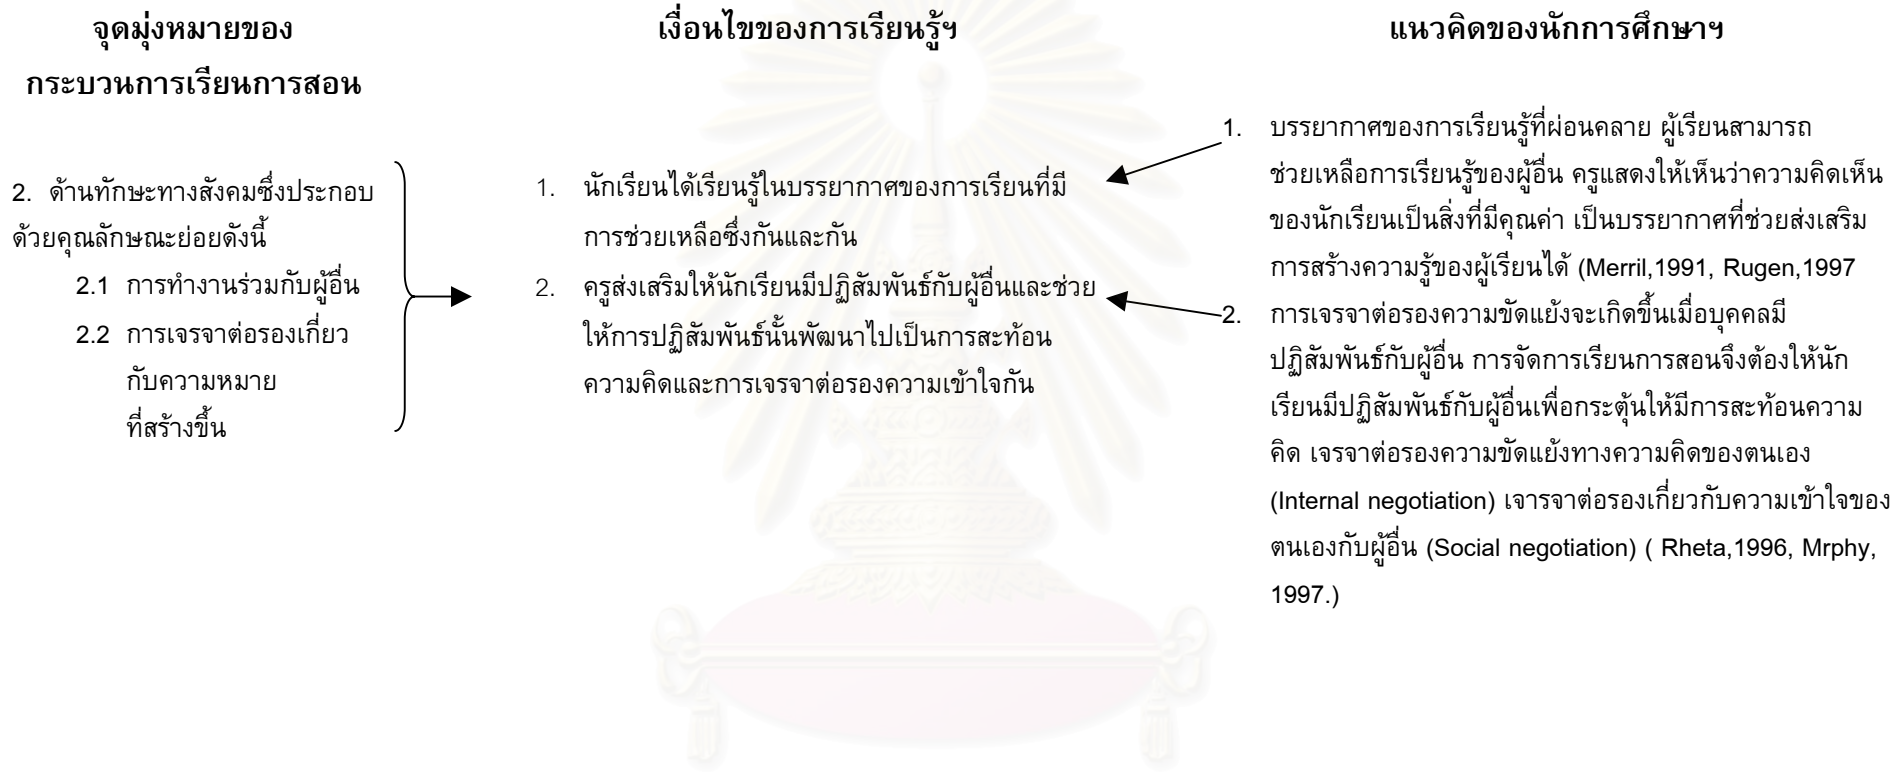 จุดมุ่งหมายของ
กระบวนการเรียนการสอน
2. ด้านทักษะทางสังคมซึ่งประกอบ
ด้วยคุณลักษณะย่อยดังนี้
2.1 การทำงานร่วมกับผู้อื่น
2.2 การเจรจาต่อรองเกี่ยว
กับความหมาย
ที่สร้างขึ้น
เงื่อนไขของการเรียนรู้ฯ
1. นักเรียนได้เรียนรู้ในบรรยากาศของการเรียนที่มี
การช่วยเหลือซึ่งกันและกัน
2. ครูส่งเสริมให้นักเรียนมีปฏิสัมพันธ์กับผู้อื่นและช่วย
ให้การปฏิสัมพันธ์นั้นพัฒนาไปเป็นการสะท้อน
ความคิดและการเจรจาต่อรองความเข้าใจกัน
แนวคิดของนักการศึกษาฯ
1. บรรยากาศของการเรียนรู้ที่ผ่อนคลาย ผู้เรียนสามารถ
ช่วยเหลือการเรียนรู้ของผู้อื่น ครูแสดงให้เห็นว่าความคิดเห็น
ของนักเรียนเป็นสิ่งที่มีคุณค่า เป็นบรรยากาศที่ช่วยส่งเสริม
การสร้างความรู้ของผู้เรียนได้ (Merril,1991, Rugen,1997
2. การเจรจาต่อรองความขัดแย้งจะเกิดขึ้นเมื่อบุคคลมี
ปฏิสัมพันธ์กับผู้อื่น การจัดการเรียนการสอนจึงต้องให้นัก
เรียนมีปฏิสัมพันธ์กับผู้อื่นเพื่อกระตุ้นให้มีการสะท้อนความ
คิด เจรจาต่อรองความขัดแย้งทางความคิดของตนเอง
(Internal negotiation) เจารจาต่อรองเกี่ยวกับความเข้าใจของ
ตนเองกับผู้อื่น (Social negotiation) ( Rheta,1996, Mrphy,
1997.)